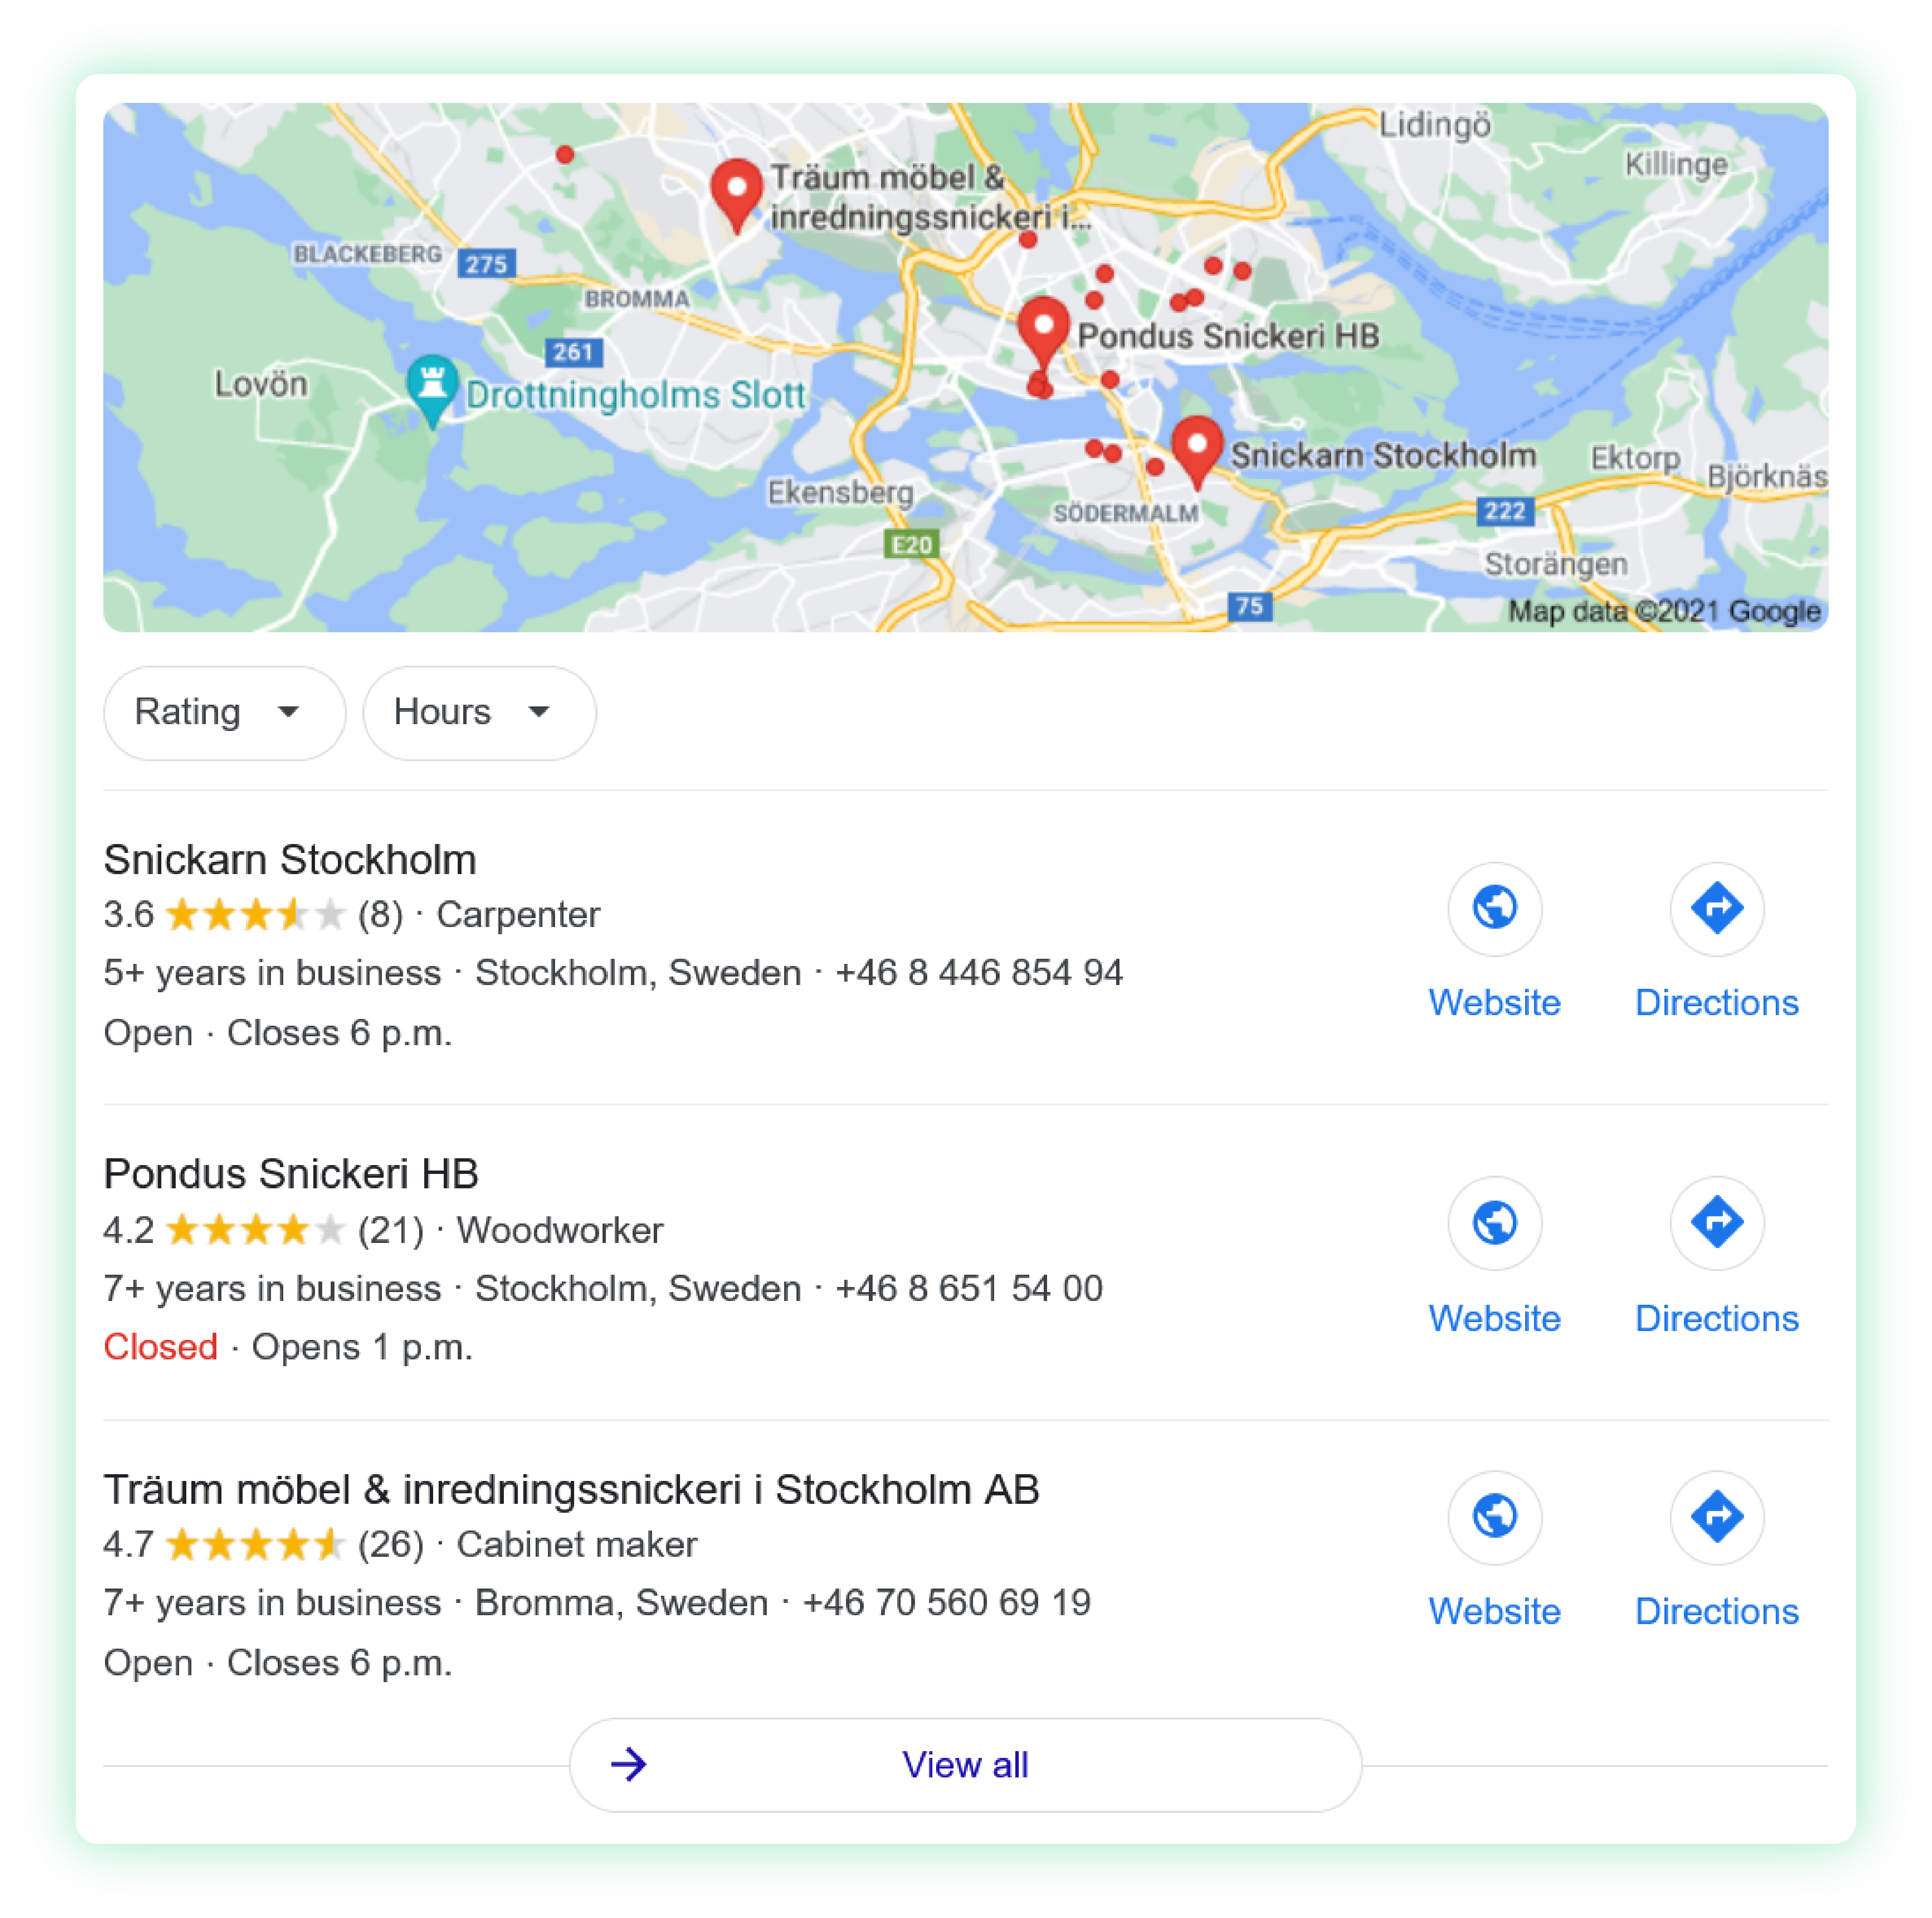 Lidingö
Killinge
Träum möbel &
inredningssnickeri i...
BLACKEBERG
275
BROMMA
261
Pondus Snickeri HB
Lovön
Drottningholms Slott
Snickarn Stockholm
Ektorp
Björknäs
Ekensberg
SÖDERMALM
222
E20
Storängen
75
Map data ©2021 Google
Rating
Hours
Snickarn Stockholm
3.6 (8) · Carpenter
5+ years in business · Stockholm, Sweden · +46 8 446 854 94
Open · Closes 6 p.m.
Website
Directions
Pondus Snickeri HB
4.2 (21) · Woodworker
7+ years in business · Stockholm, Sweden · +46 8 651 54 00
Closed · Opens 1 p.m.
Website
Directions
Träum möbel & inredningssnickeri i Stockholm AB
4.7 (26) · Cabinet maker
7+ years in business · Bromma, Sweden · +46 70 560 69 19
Open · Closes 6 p.m.
Website
Directions
View all